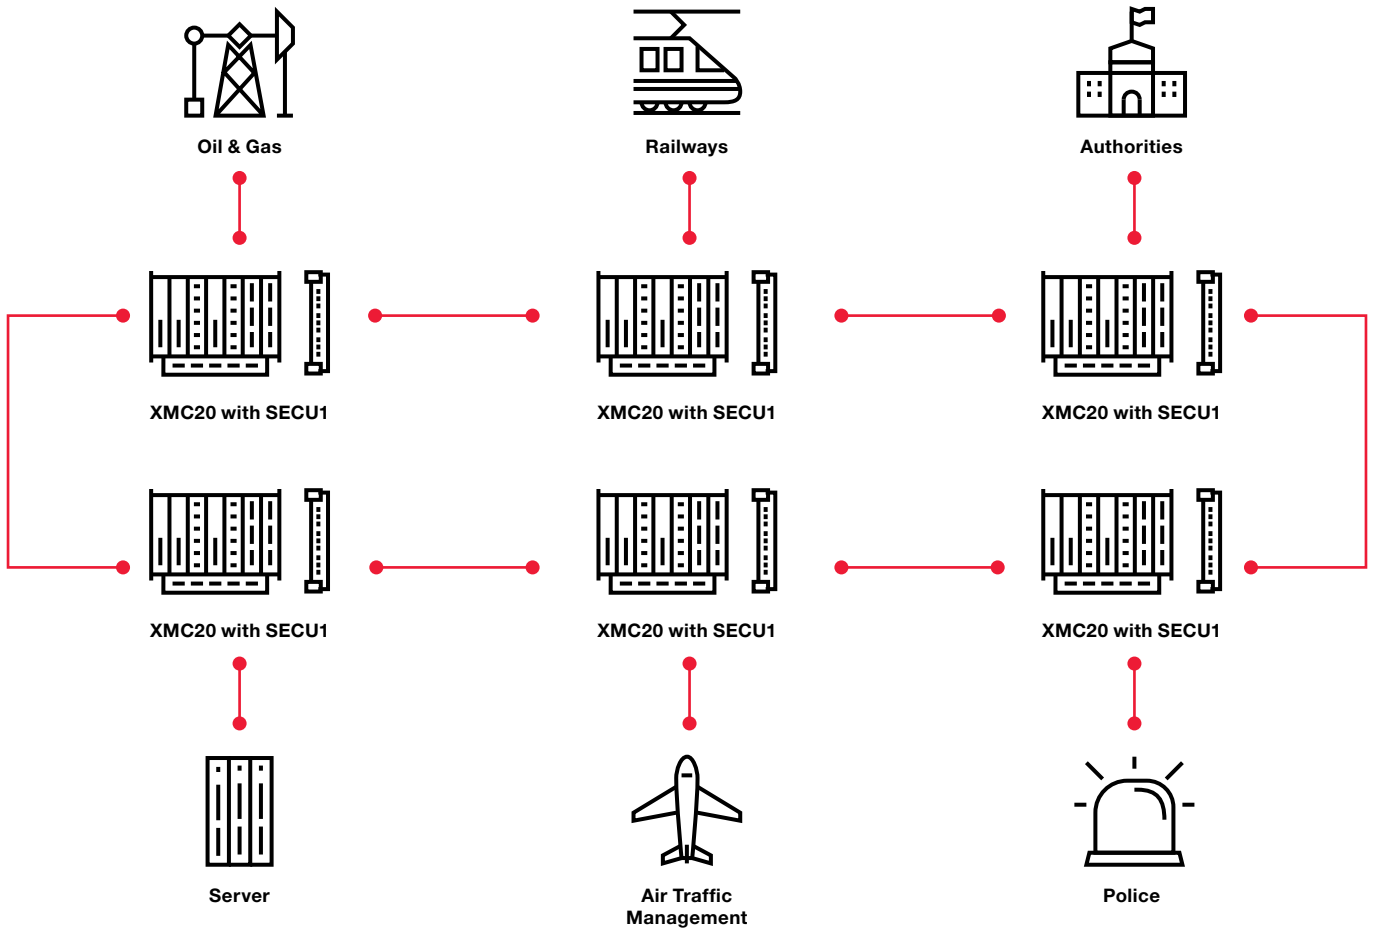 Oil & Gas
Railways
Authorities
XMC20 with SECU1
XMC20 with SECU1
XMC20 with SECU1
XMC20 with SECU1
XMC20 with SECU1
XMC20 with SECU1
Server
Air Traffic
Management
Police